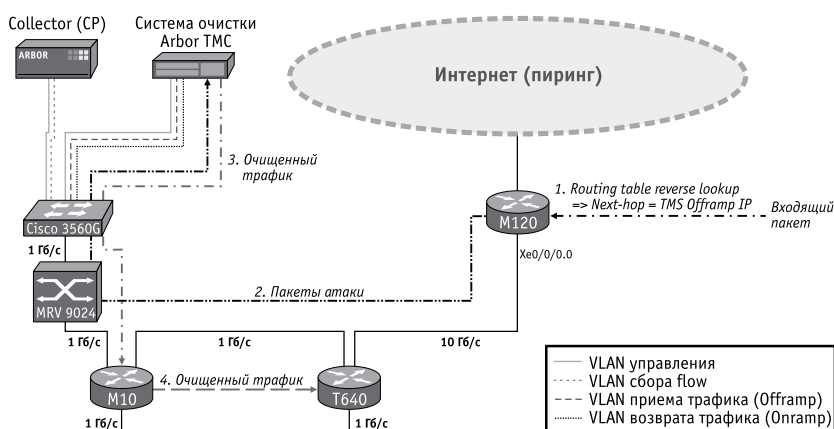 Collector (CP)
ARBOR
Система очистки
Arbor TMC
Интернет (пиринг)
3. Очищенный
трафик
1. Routing table reverse lookup
=> Next-hop = TMS Offramp IP
Входящий
пакет
M120
Cisco 3560G
1 Гб/с
Xe0/0/0.0
MRV 9024
2. Пакеты атаки
1 Гб/с
1 Гб/с
10 Гб/с
M10
4. Очищенный трафик
T640
1 Гб/с
1 Гб/с
VLAN управления
VLAN сбора flow
VLAN приема трафика (Offramp)
VLAN возврата трафика (Onramp)